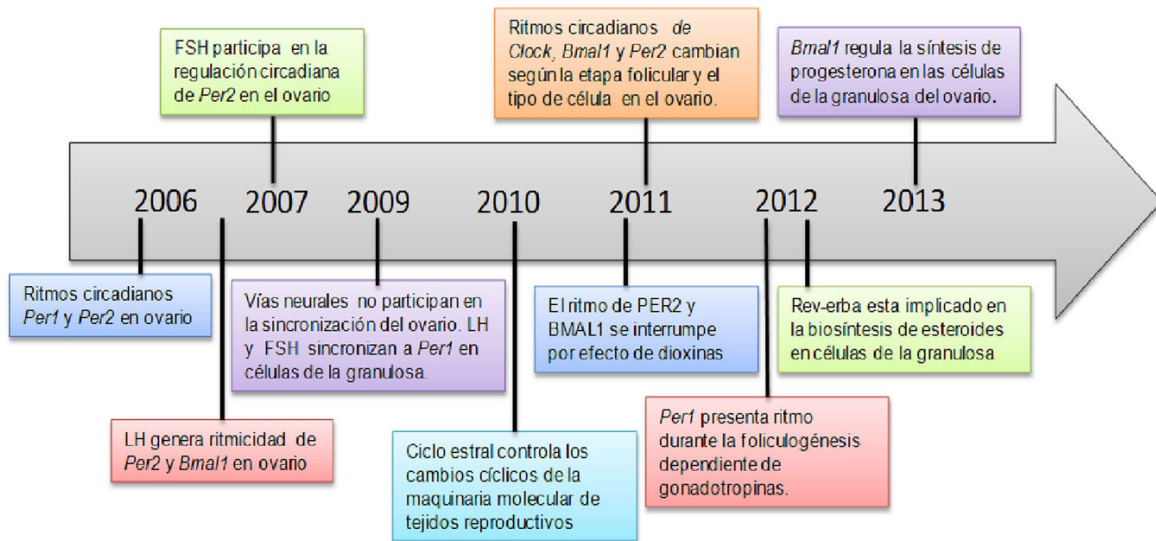 FSH participa en la
regulación circadiana
de Per2 en el ovario
Ritmos circadianos de
Clock, Bmal1 y Per2 cambian
según la etapa folicular y el
tipo de célula en el ovario.
Bmal1 regula la síntesis de
progesterona en las células
de la granulosa del ovario.
2006 2007 2009 2010 2011 2012 2013
Ritmos circadianos
Per1 y Per2 en ovario
Vías neurales no participan en
la sincronización del ovario. LH
y FSH sincronizan a Per1 en
células de la granulosa.
El ritmo de PER2 y
BMAL1 se interrumpe
por efecto de dioxinas
Rev-erba esta implicado en
la biosíntesis de esteroides
en células de la granulosa
LH genera ritmicidad de
Per2 y Bmal1 en ovario
Ciclo estral controla los
cambios cíclicos de la
maquinaria molecular de
tejidos reproductivos
Per1 presenta ritmo
durante la foliculogénesis
dependiente de
gonadotropinas.